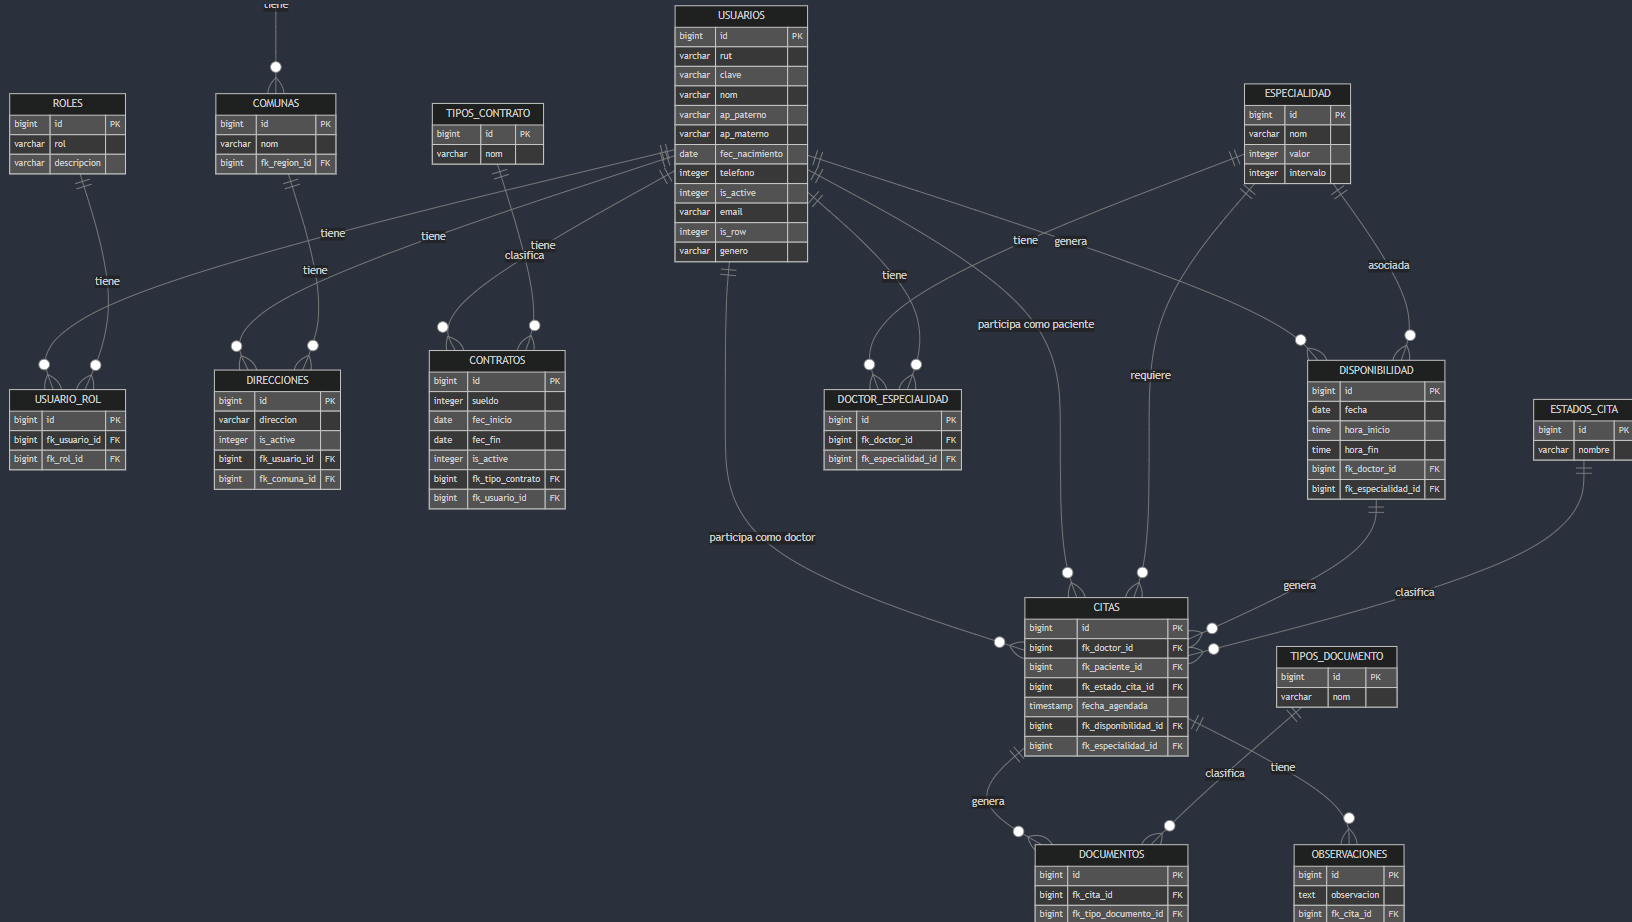 tiene
USUARIOS
bigint id PK
varchar rut
varchar clave
varchar nom
varchar ap_paterno
varchar ap_materno
date fec_nacimiento
integer telefono
integer is_active
varchar email
integer is_row
varchar genero
ROLES
bigint id PK
varchar rol
varchar descripcion
COMUNAS
bigint id PK
varchar nom
bigint fk_region_id FK
TIPOS_CONTRATO
bigint id PK
varchar nom
ESPECIALIDAD
bigint id PK
varchar nom
integer valor
integer intervalo
tiene
tiene
tiene
clasifica
tiene
genera
tiene
tiene
tiene
asociada
participa como paciente
requiere
USUARIO_ROL
bigint id PK
bigint fk_usuario_id FK
bigint fk_rol_id FK
DIRECCIONES
bigint id PK
varchar direccion
integer is_active
bigint fk_usuario_id FK
bigint fk_comuna_id FK
CONTRATOS
bigint id PK
integer sueldo
date fec_inicio
date fec_fin
integer is_active
bigint fk_tipo_contrato FK
bigint fk_usuario_id FK
DOCTOR_ESPECIALIDAD
bigint id PK
bigint fk_doctor_id FK
bigint fk_especialidad_id FK
DISPONIBILIDAD
bigint id PK
date fecha
time hora_inicio
time hora_fin
bigint fk_doctor_id FK
bigint fk_especialidad_id FK
ESTADOS_CITA
bigint id PK
varchar nombre
participa como doctor
genera
clasifica
CITAS
bigint id PK
bigint fk_doctor_id FK
bigint fk_paciente_id FK
bigint fk_estado_cita_id FK
timestamp fecha_agendada
bigint fk_disponibilidad_id FK
bigint fk_especialidad_id FK
TIPOS_DOCUMENTO
bigint id PK
varchar nom
genera
clasifica
tiene
DOCUMENTOS
bigint id PK
bigint fk_cita_id FK
bigint fk_tipo_documento_id FK
OBSERVACIONES
bigint id PK
text observacion
bigint fk_cita_id FK